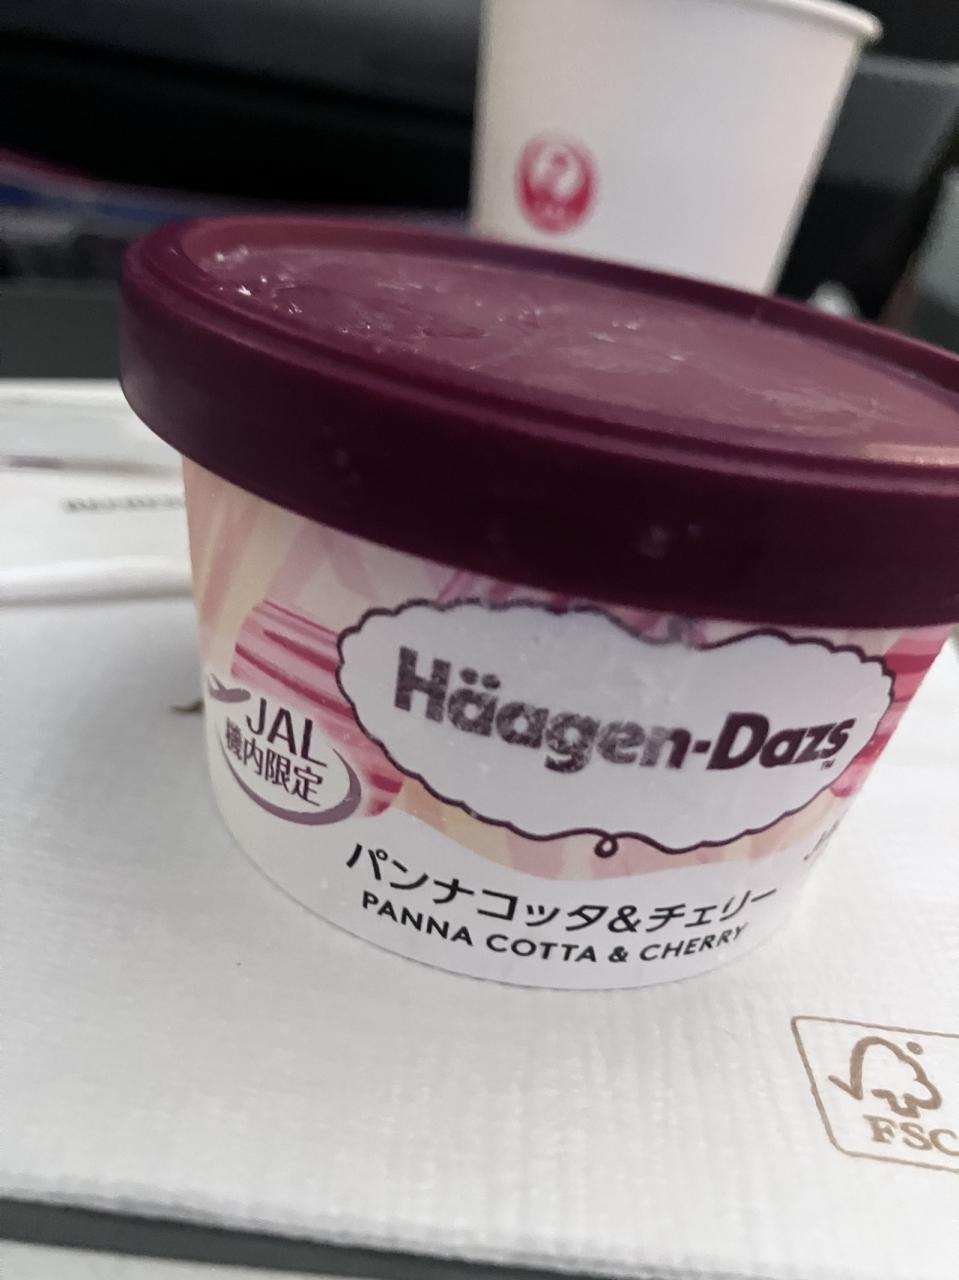 Häagen-Dazs
JAL
機内限定
パンナコッタ&チェリー
PANNA COTTA & CHERRY
FSC